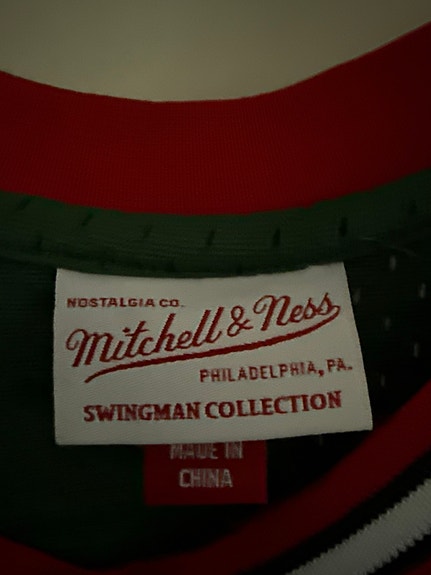 NOSTALGIA CO.
Mitchell & Ness
PHILADELPHIA, PA.
SWINGMAN COLLECTION
MADE IN
CHINA